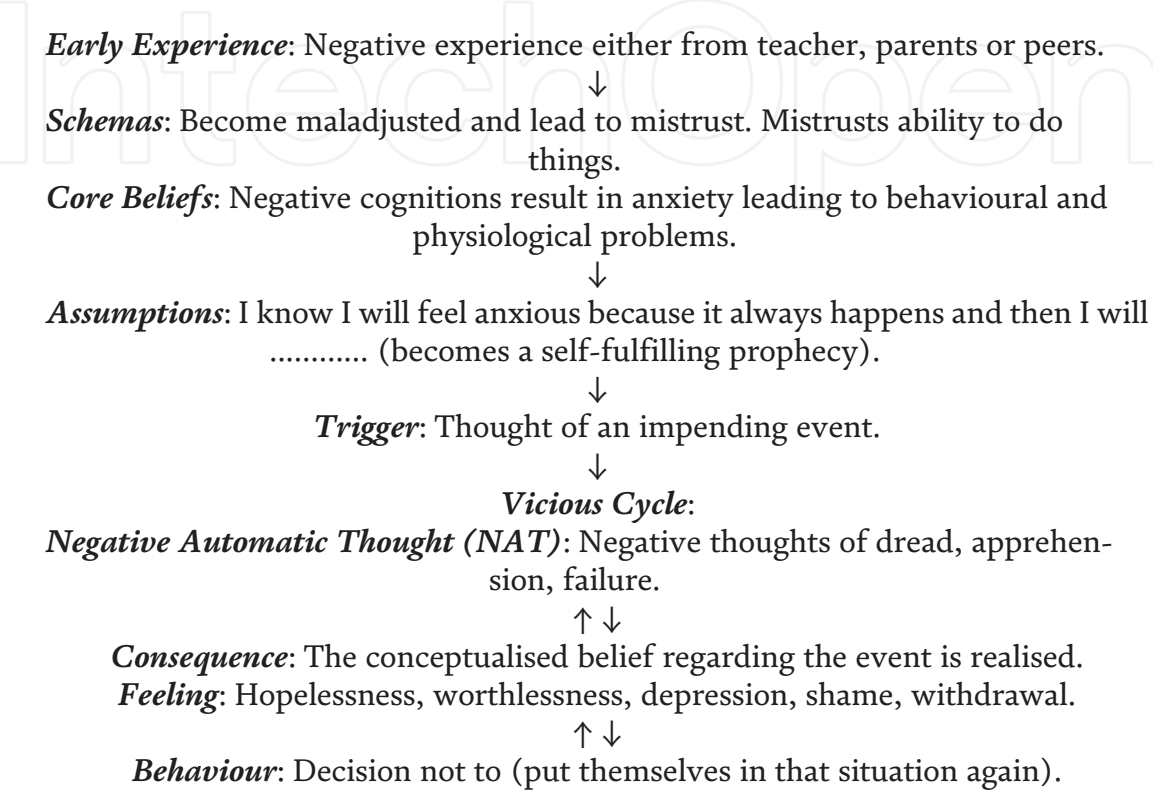 IntechOpen
Early Experience: Negative experience either from teacher, parents or peers.
↓
Schemas: Become maladjusted and lead to mistrust. Mistrusts ability to do
things.
Core Beliefs: Negative cognitions result in anxiety leading to behavioural and
physiological problems.
↓
Assumptions: I know I will feel anxious because it always happens and then I will
............ (becomes a self-fulfilling prophecy).
↓
Trigger: Thought of an impending event.
↓
Vicious Cycle:
Negative Automatic Thought (NAT): Negative thoughts of dread, apprehen-
sion, failure.
↑ ↓
Consequence: The conceptualised belief regarding the event is realised.
Feeling: Hopelessness, worthlessness, depression, shame, withdrawal.
↑ ↓
Behaviour: Decision not to (put themselves in that situation again).